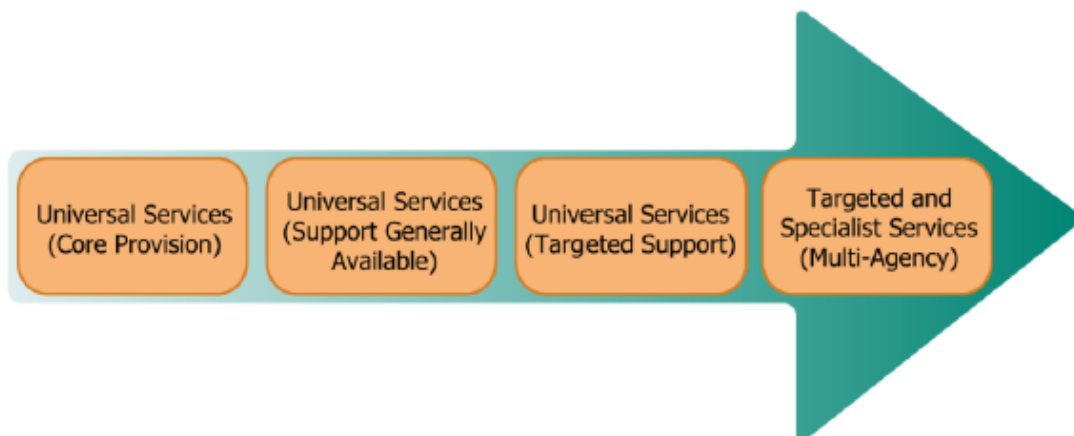 Universal Services
(Core Provision)
Universal Services
(Support Generally
Available)
Universal Services
(Targeted Support)
Targeted and
Specialist Services
(Multi-Agency)